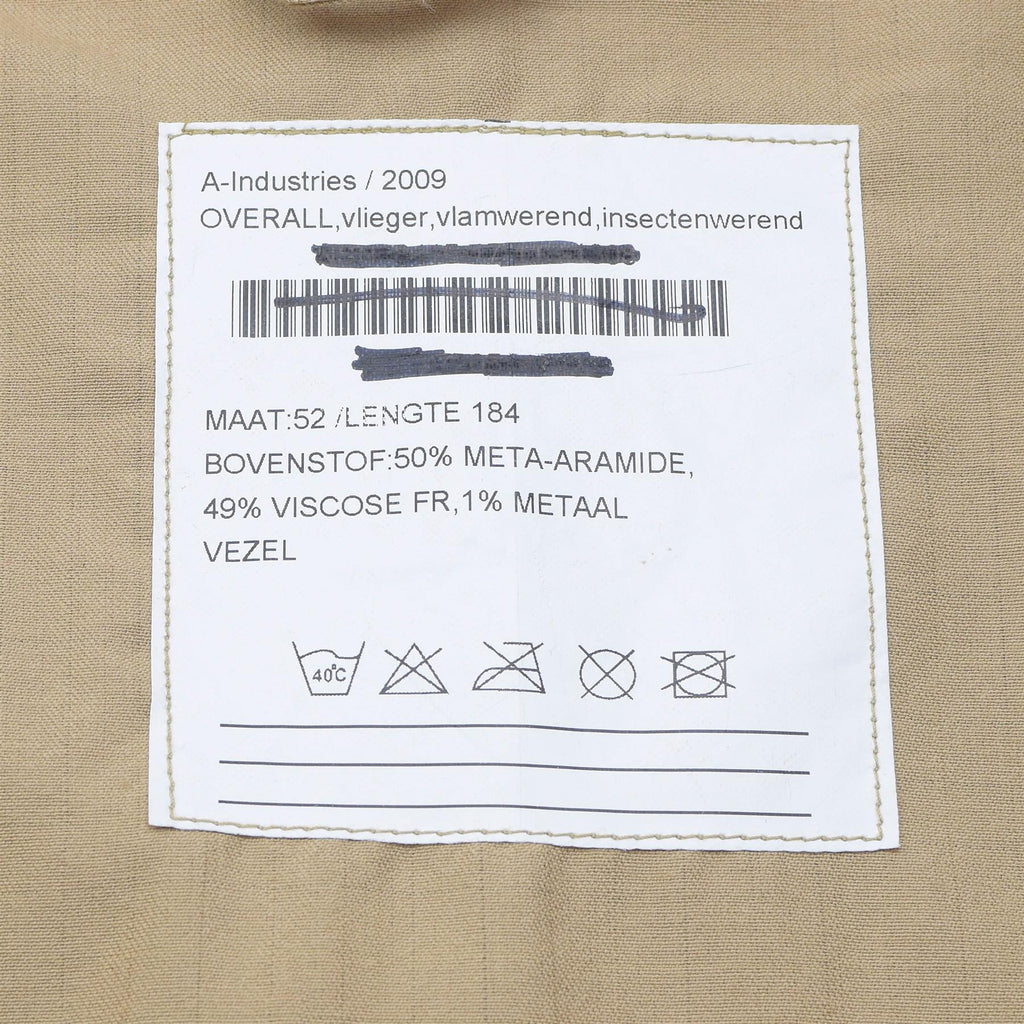 A-Industries / 2009
OVERALL,vlieger,vlamwerend,insectenwerend
MAAT:52 /LENGTE 184
BOVENSTOF:50% META-ARAMIDE,
49% VISCOSE FR,1% METAAL
VEZEL
40°C